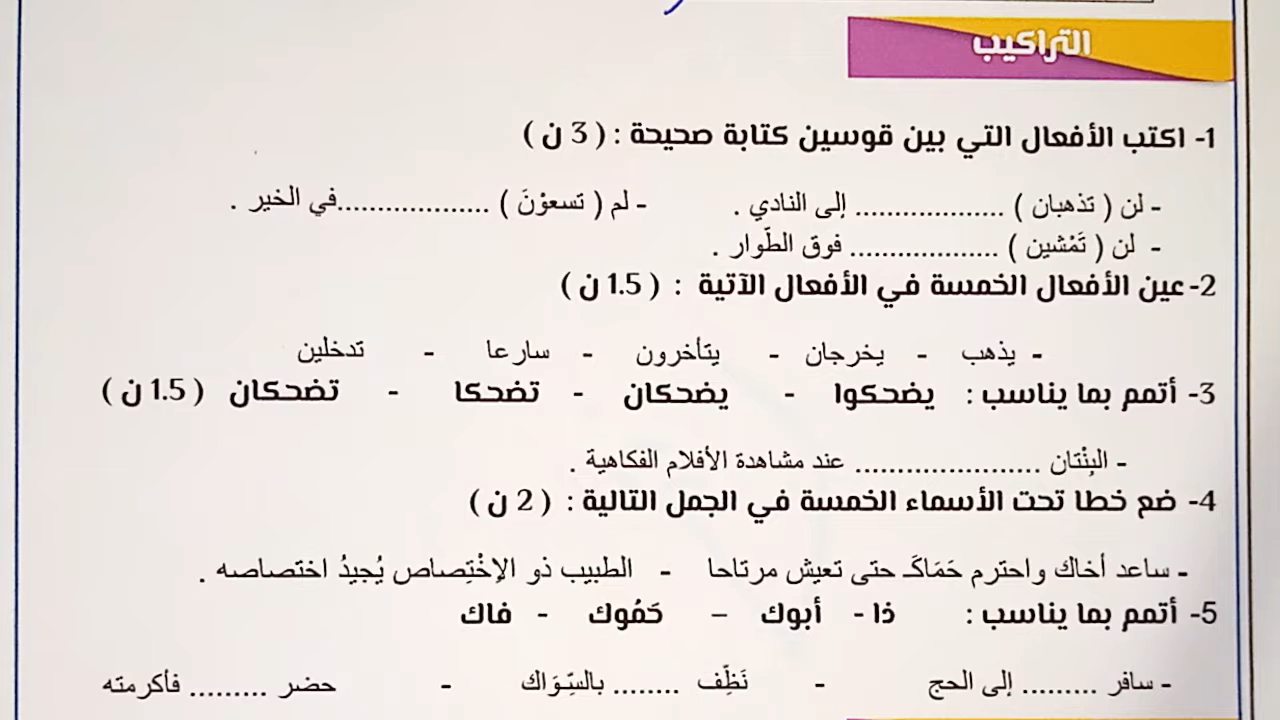 التراكيب
1- اكتب الأفعال التي بين قوسين كتابة صحيحة : ( 3 ن )
- لن ( تذهبان ) ................... إلى النادي . - لم ( تسعوْنَ ) ...................في الخير .
- لن ( تَمْشين ) ................... فوق الطّوار .
2- عين الأفعال الخمسة في الأفعال الآتية : ( 1.5 ن )
- يذهب - يخرجان - يتأخرون - سارعا - تدخلين
3- أتمم بما يناسب : يضحكوا - يضحكان - تضحكا - تضحكان ( 1.5 ن )
- البِنْتان ....................... عند مشاهدة الأفلام الفكاهية .
4- ضع خطا تحت الأسماء الخمسة في الجمل التالية : ( 2 ن )
- ساعد أخاك واحترم حَمَاكَـ حتى تعيش مرتاحا - الطبيب ذو الإخْتِصاص يُجيدُ اختصاصه .
5- أتمم بما يناسب : ذا - أبوك – حَمُوك - فاك
- سافر ......... إلى الحج - نَظِّف ........ بالسِّوَاك - حضر ......... فأكرمته